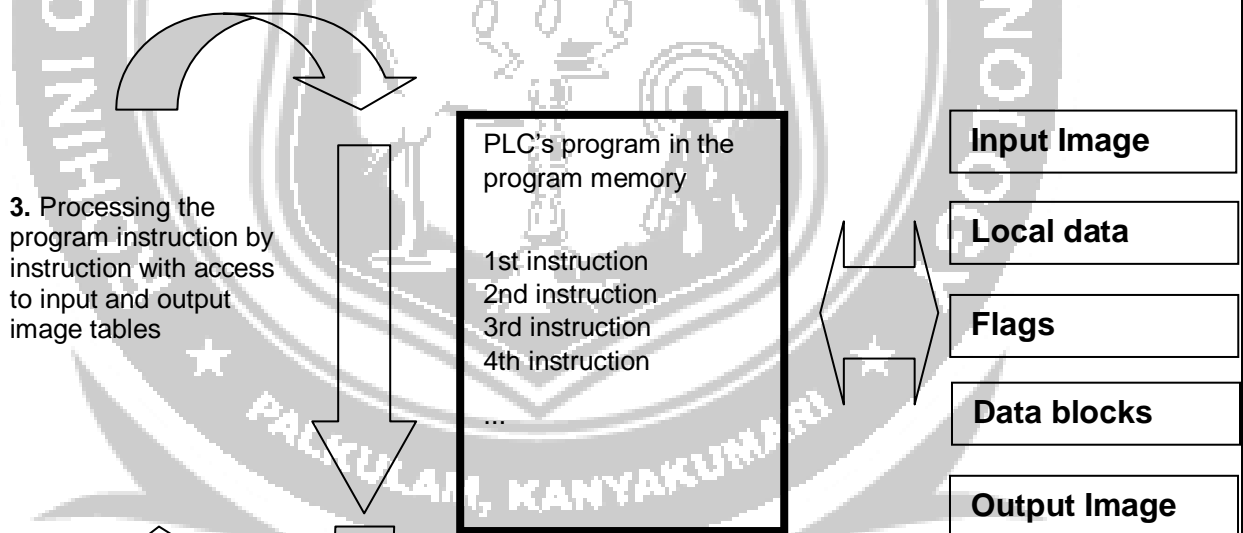 3. Processing the
program instruction by
instruction with access
to input and output
image tables
PLC's program in the
program memory
1st instruction
2nd instruction
3rd instruction
4th instruction
...
Input Image
Local data
Flags
Data blocks
Output Image
KANYAKUMARI